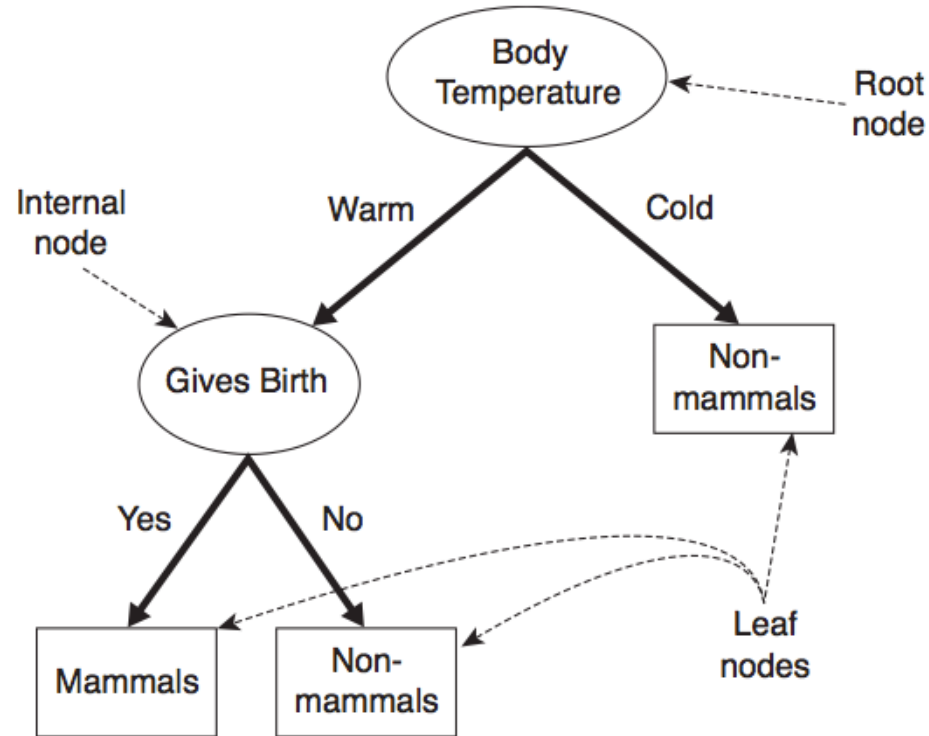 Body
Temperature
Root
node
Internal
node
Warm
Cold
Gives Birth
Non-
mammals
Yes
No
Mammals
Non-
mammals
Leaf
nodes